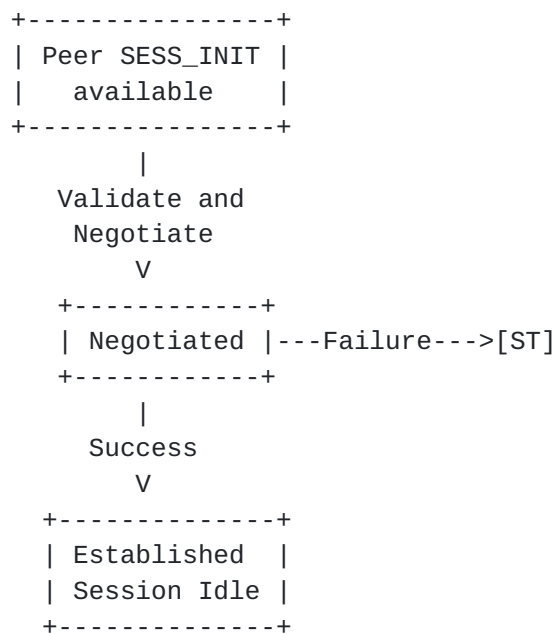 +----------------+
| Peer SESS_INIT |
|   available    |
+----------------+
        |
   Validate and
    Negotiate
        V
   +------------+
   | Negotiated |---Failure--->[ST]
   +------------+
        |
     Success
        V
  +--------------+
  | Established  |
  | Session Idle |
  +--------------+